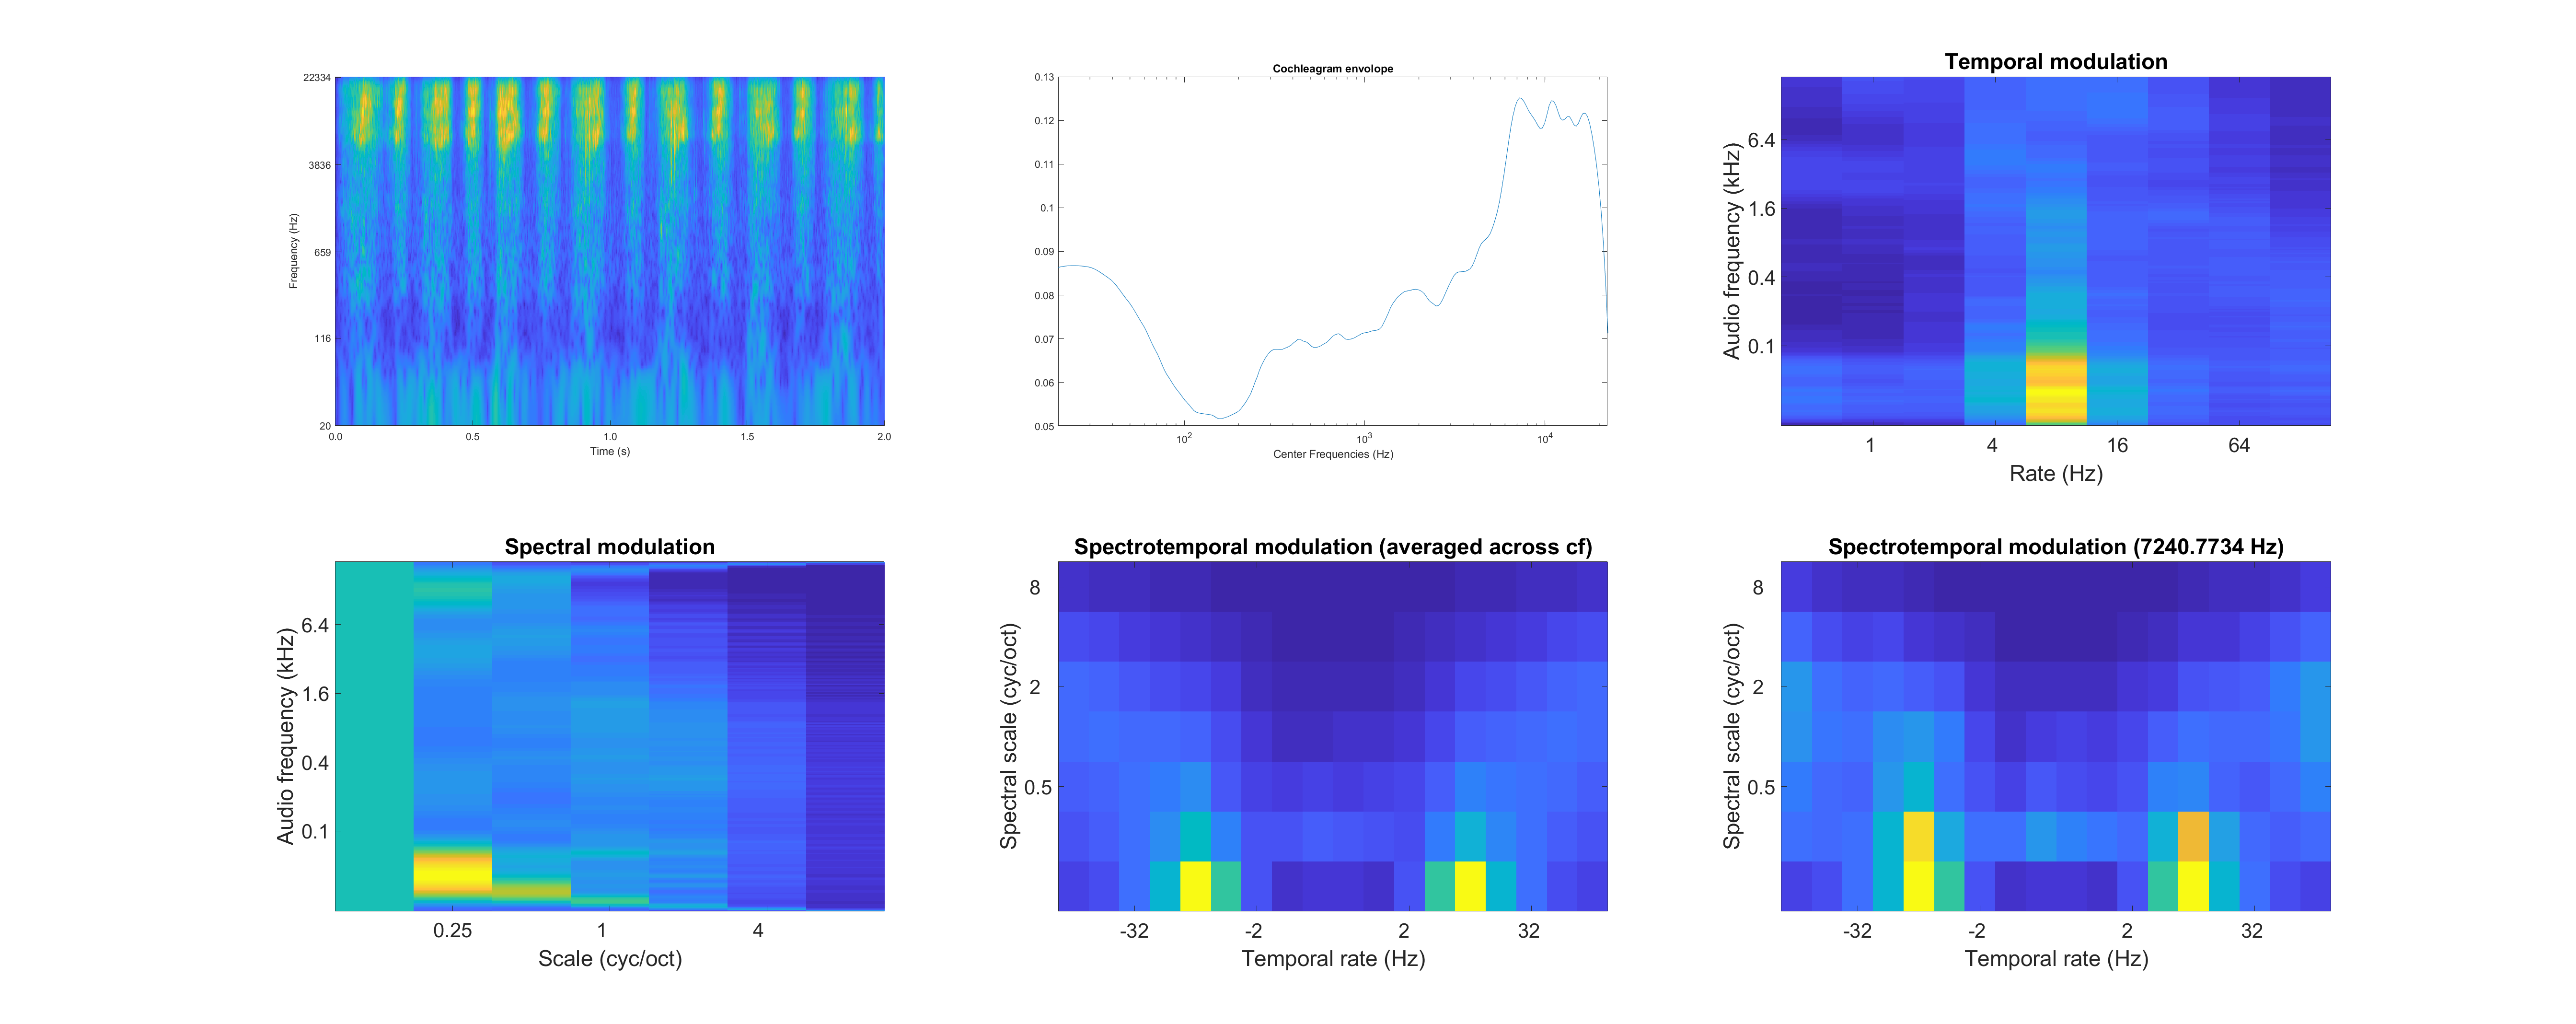 22334
3836
659
116
20
Frequency (Hz)
0.0 0.5 1.0 1.5 2.0
Time (s)
Cochleagram envolope
0.13
0.12
0.11
0.1
0.09
0.08
0.07
0.06
0.05
10^2 10^3 10^4
Center Frequencies (Hz)
Temporal modulation
6.4
1.6
0.4
0.1
Audio frequency (kHz)
1 4 16 64
Rate (Hz)
Spectral modulation
6.4
1.6
0.4
0.1
Audio frequency (kHz)
0.25 1 4
Scale (cyc/oct)
Spectrotemporal modulation (averaged across cf)
8
2
0.5
Spectral scale (cyc/oct)
-32 -2 2 32
Temporal rate (Hz)
Spectrotemporal modulation (7240.7734 Hz)
8
2
0.5
Spectral scale (cyc/oct)
-32 -2 2 32
Temporal rate (Hz)